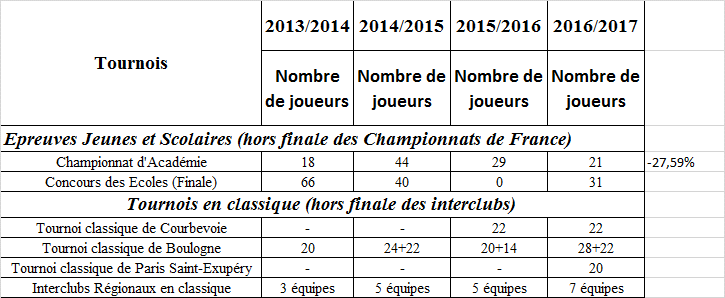 Tournois 2013/2014 2014/2015 2015/2016 2016/2017
Nombre de joueurs Nombre de joueurs Nombre de joueurs Nombre de joueurs
Epreuves Jeunes et Scolaires (hors finale des Championnats de France)
Championnat d'Académie 18 44 29 21 -27,59%
Concours des Ecoles (Finale) 66 40 0 31
Tournois en classique (hors finale des interclubs)
Tournoi classique de Courbevoie - - 22 22
Tournoi classique de Boulogne 20 24+22 20+14 28+22
Tournoi classique de Paris Saint-Exupéry - - - 20
Interclubs Régionaux en classique 3 équipes 5 équipes 5 équipes 7 équipes